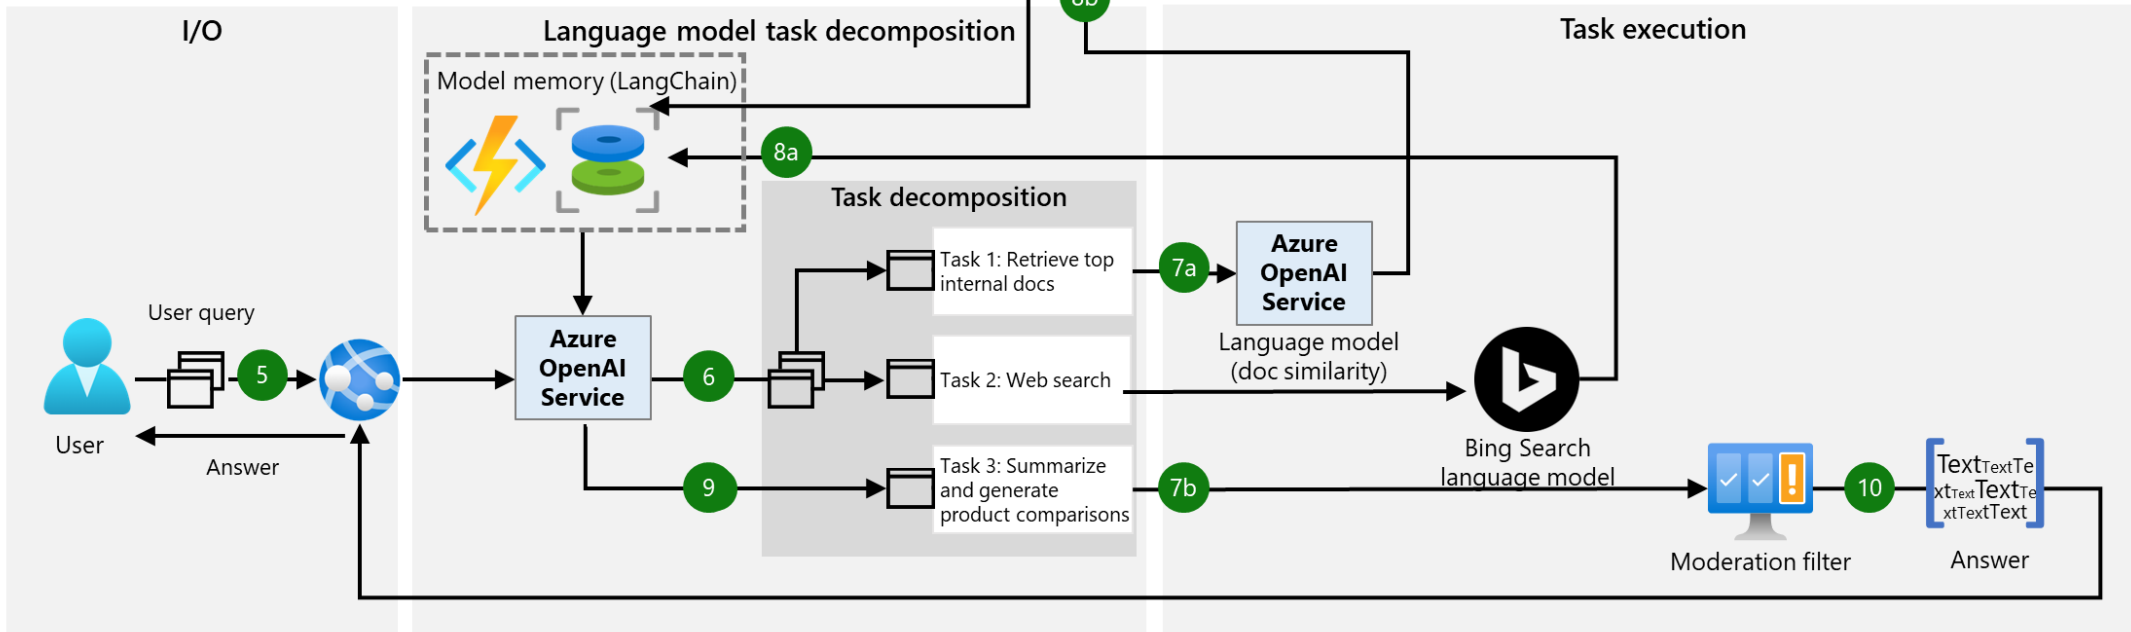 8b
I/O
Language model task decomposition
Task execution
Model memory (LangChain)
8a
Task decomposition
Task 1: Retrieve top
internal docs
7a
Azure
OpenAI
Service
Language model
(doc similarity)
User query
5
User
Answer
Azure
OpenAI
Service
6
Task 2: Web search
Bing Search
language model
9
Task 3: Summarize
and generate
product comparisons
7b
Moderation filter
10
TextTextTe
xtTextTextTe
xtTextText
Answer